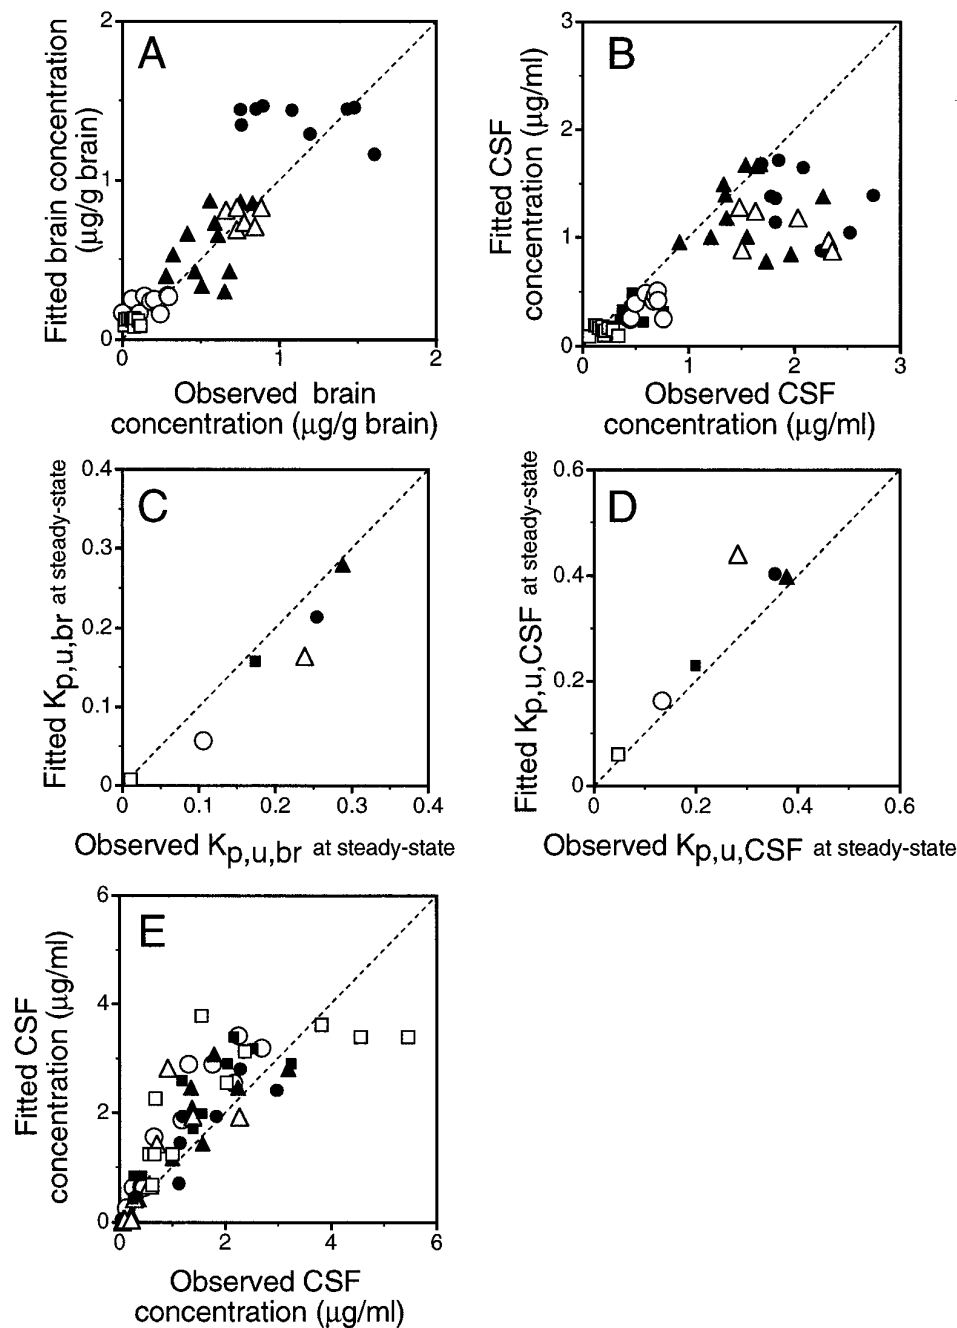 A
Fitted brain concentration
(μg/g brain)
2
1
0
0 1 2
Observed brain
concentration (μg/g brain)
B
Fitted CSF
concentration (μg/ml)
3
2
1
0
0 1 2 3
Observed CSF
concentration (μg/ml)
C
Fitted Kp,u,br at steady-state
0.4
0.3
0.2
0.1
0
0 0.1 0.2 0.3 0.4
Observed Kp,u,br at steady-state
D
Fitted Kp,u,CSF at steady-state
0.6
0.4
0.2
0
0 0.2 0.4 0.6
Observed Kp,u,CSF at steady-state
E
Fitted CSF
concentration (μg/ml)
6
4
2
0
0 2 4 6
Observed CSF
concentration (μg/ml)